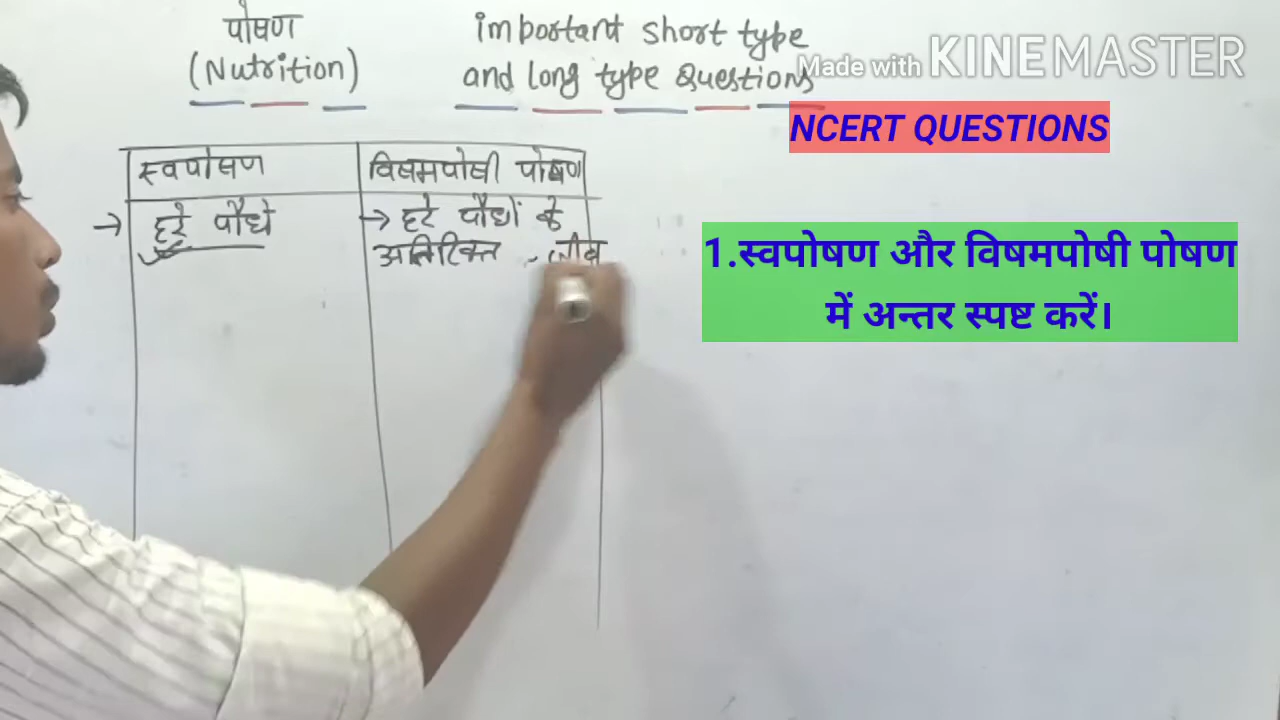 पोषण
(Nutrition)
important short type
and long type Questions
Made with KINEMASTER
NCERT QUESTIONS
स्वपोषण
विषमपोषी पोषण
→ हरे पौधे
→ हरे पौधों के
अतिरिक्त जीव
1.स्वपोषण और विषमपोषी पोषण
में अन्तर स्पष्ट करें।